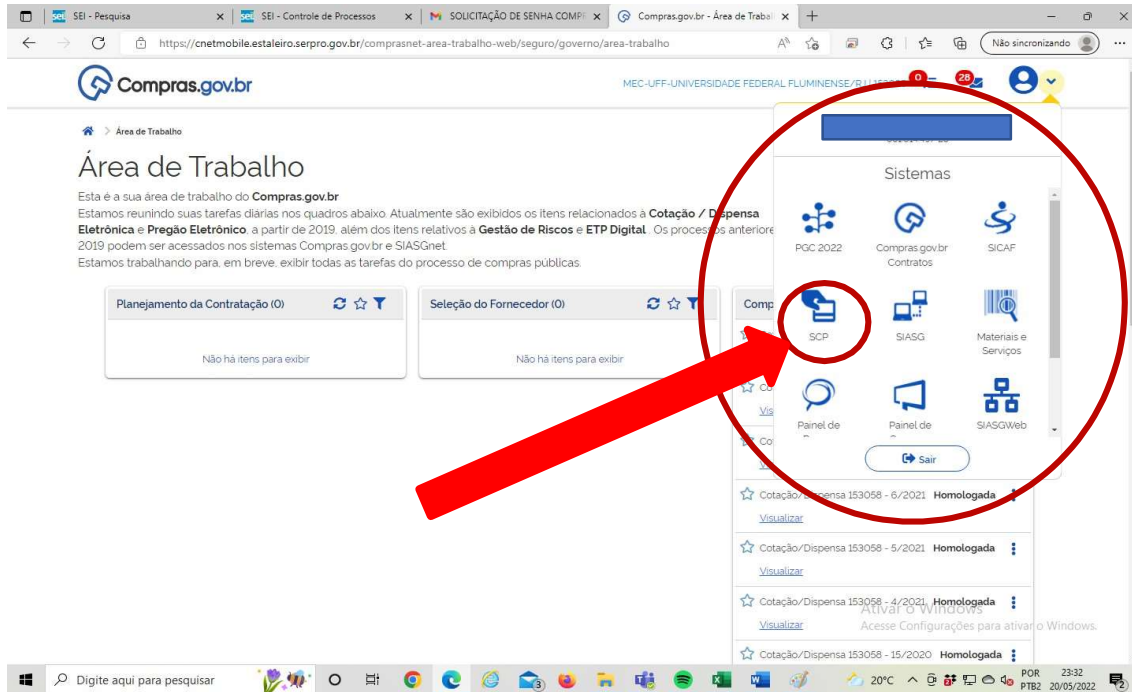 SEI - Pesquisa
SEI - Controle de Processos
SOLICITAÇÃO DE SENHA COMP
Compras.gov.br - Área de Trabal
https://cnetmobile.estaleiro.serpro.gov.br/comprasnet-area-trabalho-web/seguro/governo/area-trabalho
Não sincronizando
Compras.gov.br
MEC-UFF-UNIVERSIDADE FEDERAL FLUMINENSE/RJ
0
28
Área de Trabalho
Área de Trabalho
Esta é a sua área de trabalho do Compras.gov.br
Estamos reunindo suas tarefas diárias nos quadros abaixo. Atualmente são exibidos os itens relacionados à Cotação / Dispensa
Eletrônica e Pregão Eletrônico, a partir de 2019, além dos itens relativos à Gestão de Riscos e ETP Digital. Os processos anteriore
2019 podem ser acessados nos sistemas Compras.gov.br e SIASGnet.
Estamos trabalhando para, em breve, exibir todas as tarefas do processo de compras públicas.
Planejamento da Contratação (0)
Não há itens para exibir
Seleção do Fornecedor (0)
Não há itens para exibir
Comp
Sistemas
PGC 2022
Compras.gov.br
Contratos
SICAF
SCP
SIASG
Materiais e
Serviços
Painel de
Painel de
SIASGWeb
Sair
Co
Vis
Co
Cotação/Dispensa 153058 - 6/2021 Homologada
Visualizar
Cotação/Dispensa 153058 - 5/2021 Homologada
Visualizar
Cotação/Dispensa 153058 - 4/2021 Homologada
Visualizar
Cotação/Dispensa 153058 - 15/2020 Homologada
Ativar o Windows
Acesse Configurações para ativar o Windows.
Digite aqui para pesquisar
20°C
POR
PTB2
23:32
20/05/2022